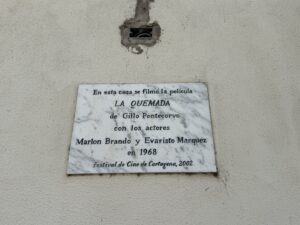 En esta casa se filmó la película
LA QUEMADA
de Gillo Pontecorvo
con los actores
Marlon Brando y Evaristo Marquez
en 1968
Festival de Cine de Cartagena, 2002